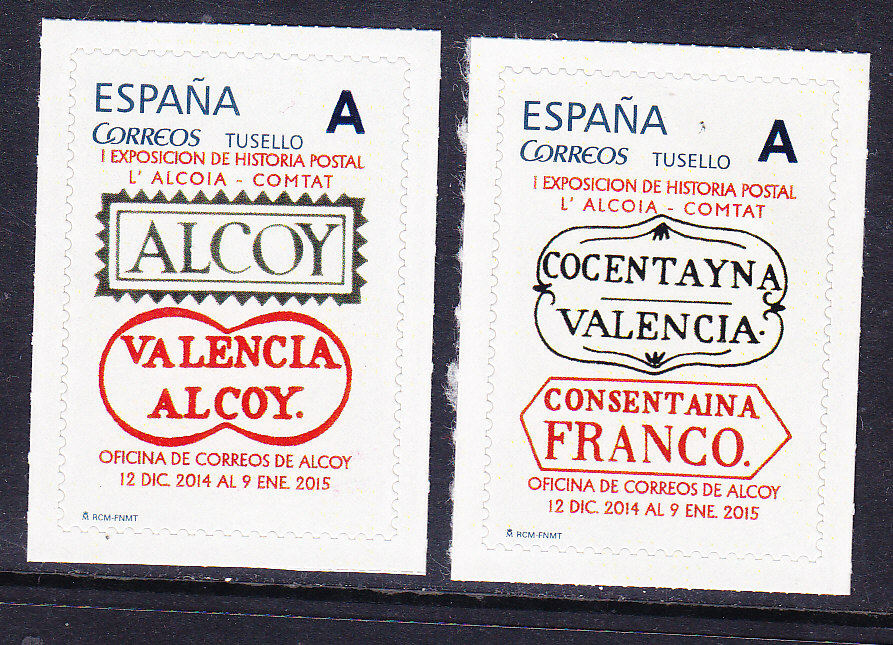 ESPAÑA A
CORREOS TUSELLO
I EXPOSICION DE HISTORIA POSTAL
L' ALCOIA - COMTAT
ALCOY
VALENCIA
ALCOY.
OFICINA DE CORREOS DE ALCOY
12 DIC. 2014 AL 9 ENE. 2015
RCM-FNMT
ESPAÑA A
CORREOS TUSELLO
I EXPOSICION DE HISTORIA POSTAL
L' ALCOIA - COMTAT
COCENTAYNA
VALENCIA.
CONSENTAINA
FRANCO.
OFICINA DE CORREOS DE ALCOY
12 DIC. 2014 AL 9 ENE. 2015
RCM-FNMT